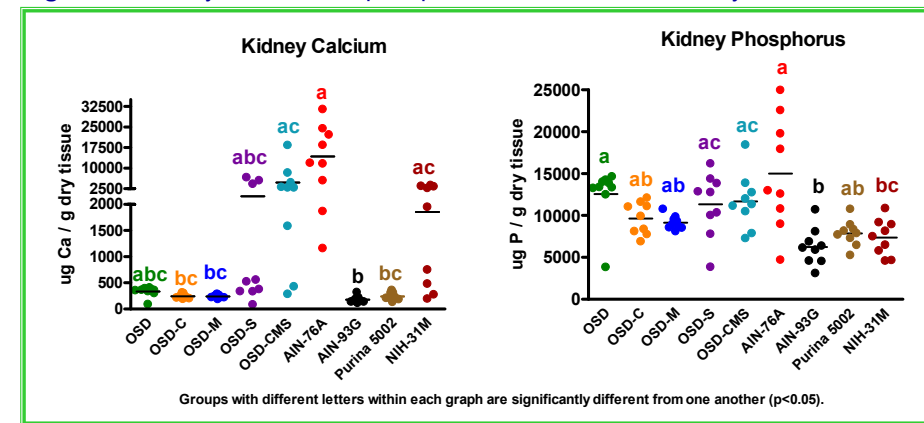 Kidney Calcium
ug Ca / g dry tissue
32500
25000
17500
10000
2500
2000
1500
1000
500
0
abc
bc
bc
abc
ac
a
b
bc
ac
OSD
OSD-C
OSD-M
OSD-S
OSD-CMS
AIN-76A
AIN-93G
Purina 5002
NIH-31M
Kidney Phosphorus
ug P / g dry tissue
25000
20000
15000
10000
5000
0
a
ab
ab
ac
ac
a
b
ab
bc
OSD
OSD-C
OSD-M
OSD-S
OSD-CMS
AIN-76A
AIN-93G
Purina 5002
NIH-31M
Groups with different letters within each graph are significantly different from one another (p<0.05).